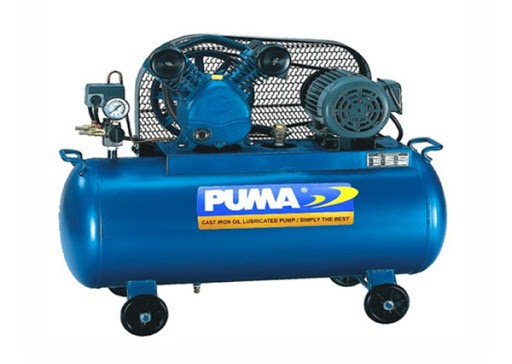 PUMA®
CAST IRON OIL LUBRICATED PUMP / SIMPLY THE BEST